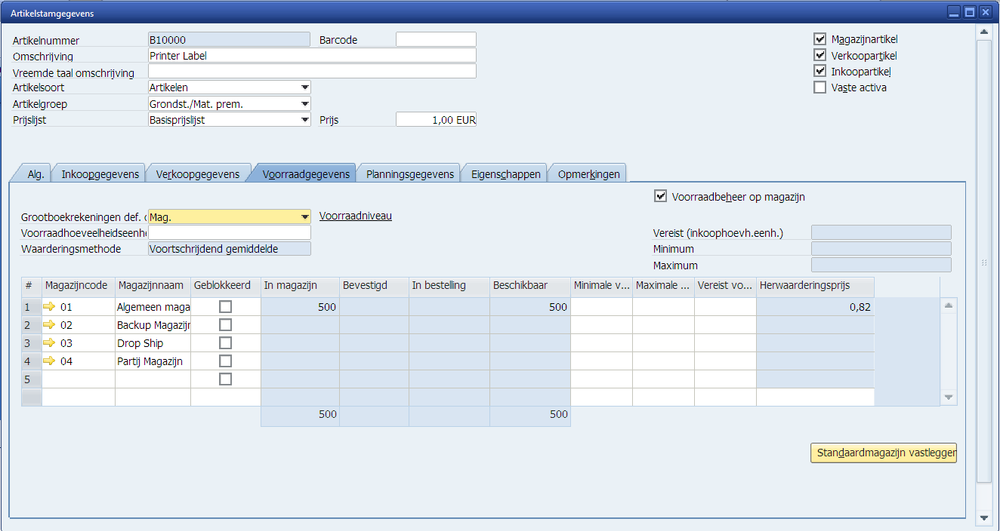 Artikelstamgegevens
Artikelnummer B10000 Barcode Magazijnartikel
Omschrijving Printer Label Verkoopartikel
Vreemde taal omschrijving Inkoopartikel
Artikelsoort Artikelen Vaste activa
Artikelgroep Grondst./Mat. prem.
Prijslijst Basisprijslijst Prijs 1,00 EUR
Alg. Inkoopgegevens Verkoopgegevens Voorraadgegevens Planningsgegevens Eigenschappen Opmerkingen
Voorraadbeheer op magazijn
Grootboekrekeningen def. Mag. Voorraadniveau
Voorraadhoeveelheidseenh Vereist (inkoophoevh.eenh.)
Waarderingsmethode Voortschrijdend gemiddelde Minimum
Maximum
# Magazijncode Magazijnnaam Geblokkeerd In magazijn Bevestigd In bestelling Beschikbaar Minimale v... Maximale ... Vereist vo... Herwaarderingsprijs
1 01 Algemeen maga 500 500 0,82
2 02 Backup Magazijn
3 03 Drop Ship
4 04 Partij Magazijn
5
500 500
Standaardmagazijn vastleggen